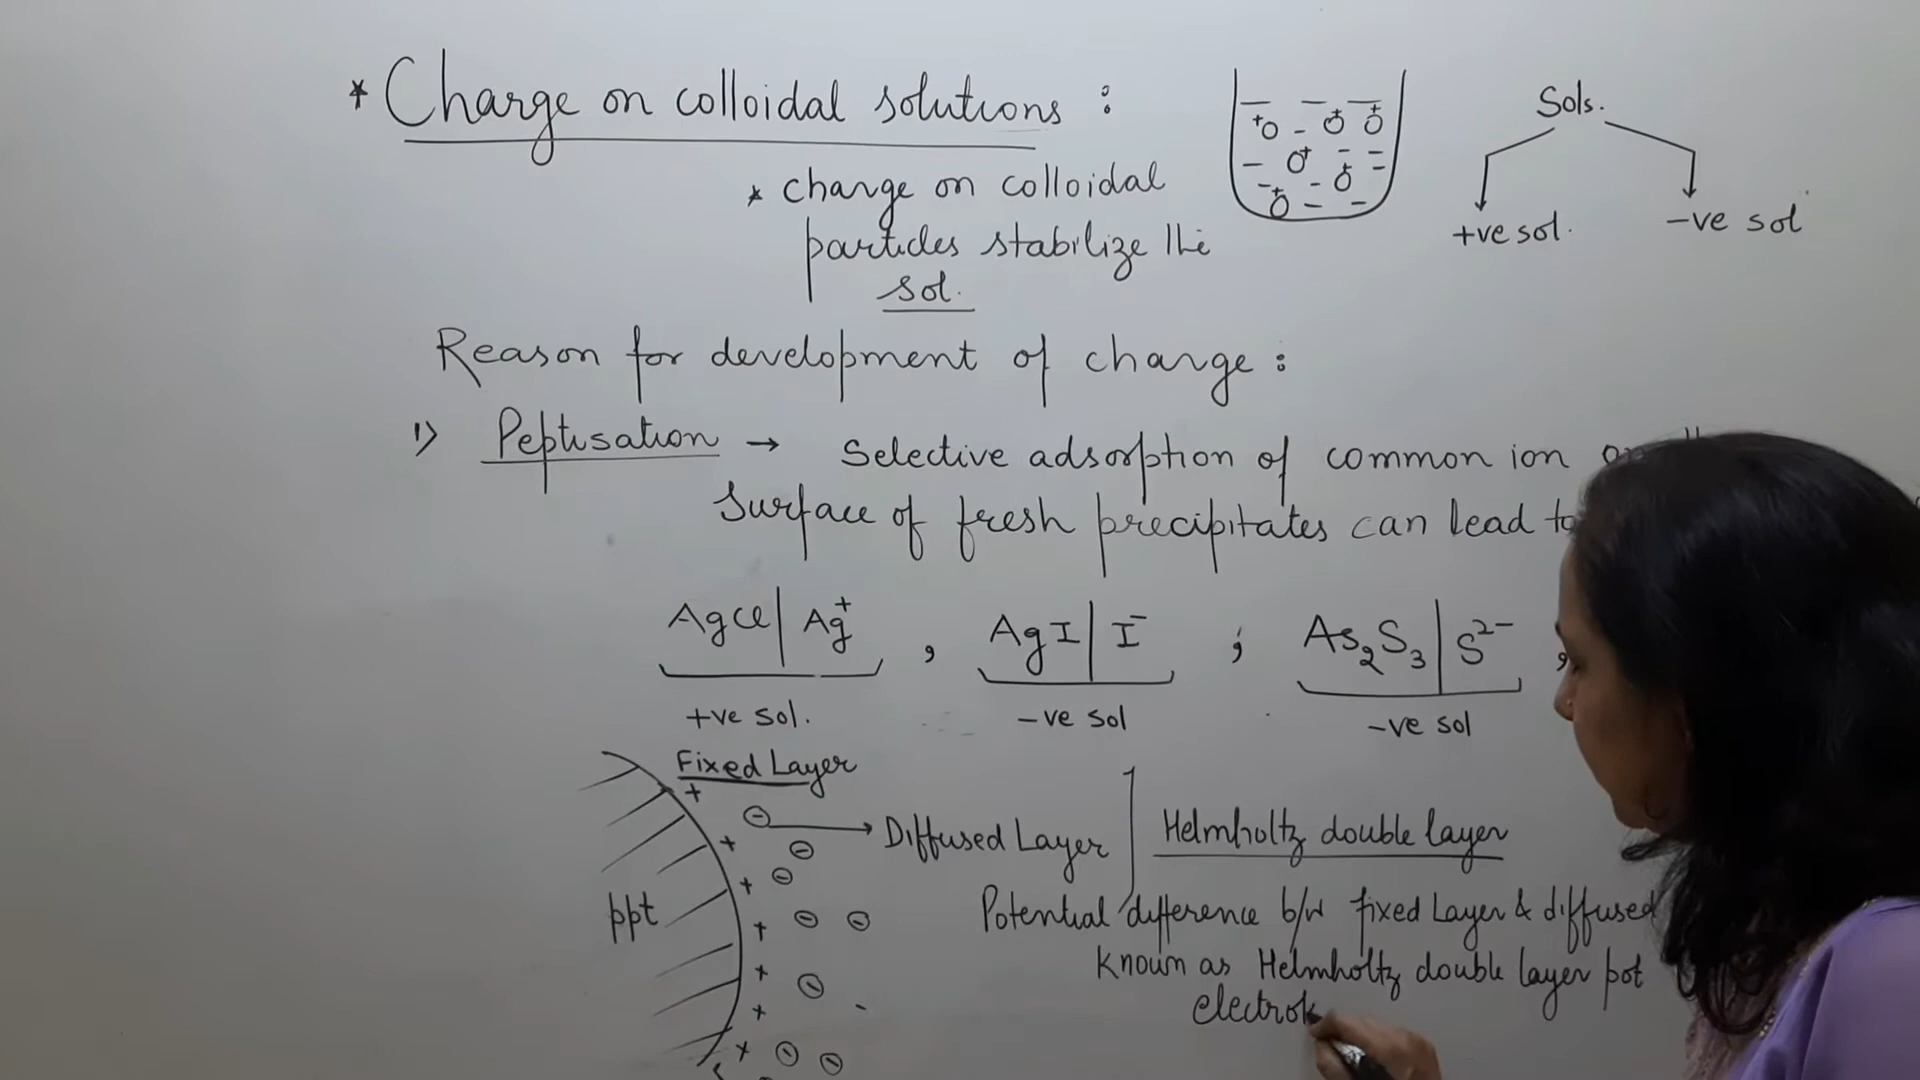 * Charge on colloidal solutions :
* charge on colloidal
particles stabilize the
sol.
Sols.
+ve sol.
-ve sol
Reason for development of charge :
1) Peptisation → Selective adsorption of common ion
Surface of fresh precipitates can lead to
AgCl | Ag⁺ , AgI | I⁻ ; As₂S₃ | S²⁻ ,
+ve sol. -ve sol -ve sol
Fixed Layer
Diffused Layer
Helmholtz double layer
ppt
Potential difference b/w fixed Layer & diffused
known as Helmholtz double layer pot
electrok